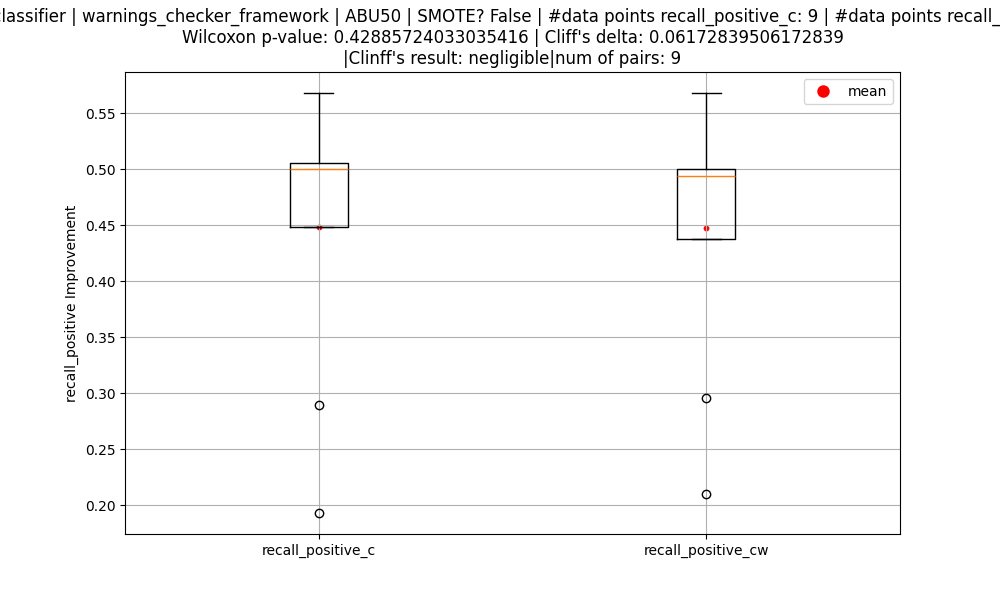 | warnings_checker_framework | ABU50 | SMOTE? False | #data points recall_positive_c: 9 | #data points
Wilcoxon p-value: 0.42885724033035416 | Cliff's delta: 0.06172839506172839
|Clinff's result: negligible|num of pairs: 9
mean
0.55
0.50
0.45
0.40
0.35
0.30
0.25
0.20
recall_positive Improvement
recall_positive_c
recall_positive_cw